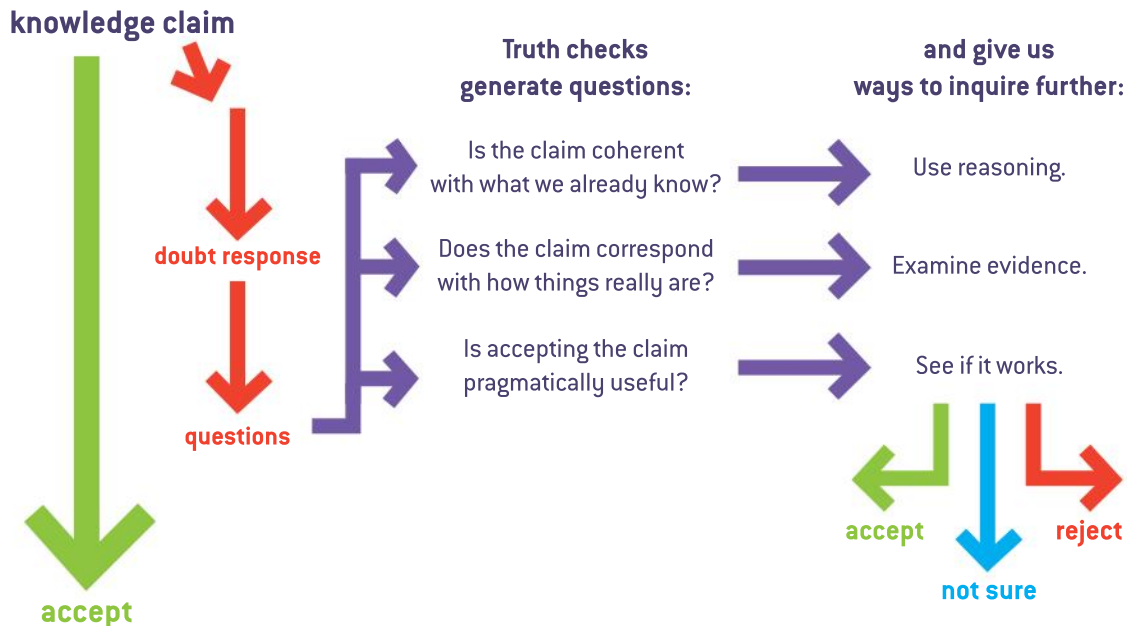 knowledge claim
Truth checks
generate questions:
and give us
ways to inquire further:
Is the claim coherent
with what we already know?
Use reasoning.
doubt response
Does the claim correspond
with how things really are?
Examine evidence.
Is accepting the claim
pragmatically useful?
See if it works.
questions
accept
reject
not sure
accept